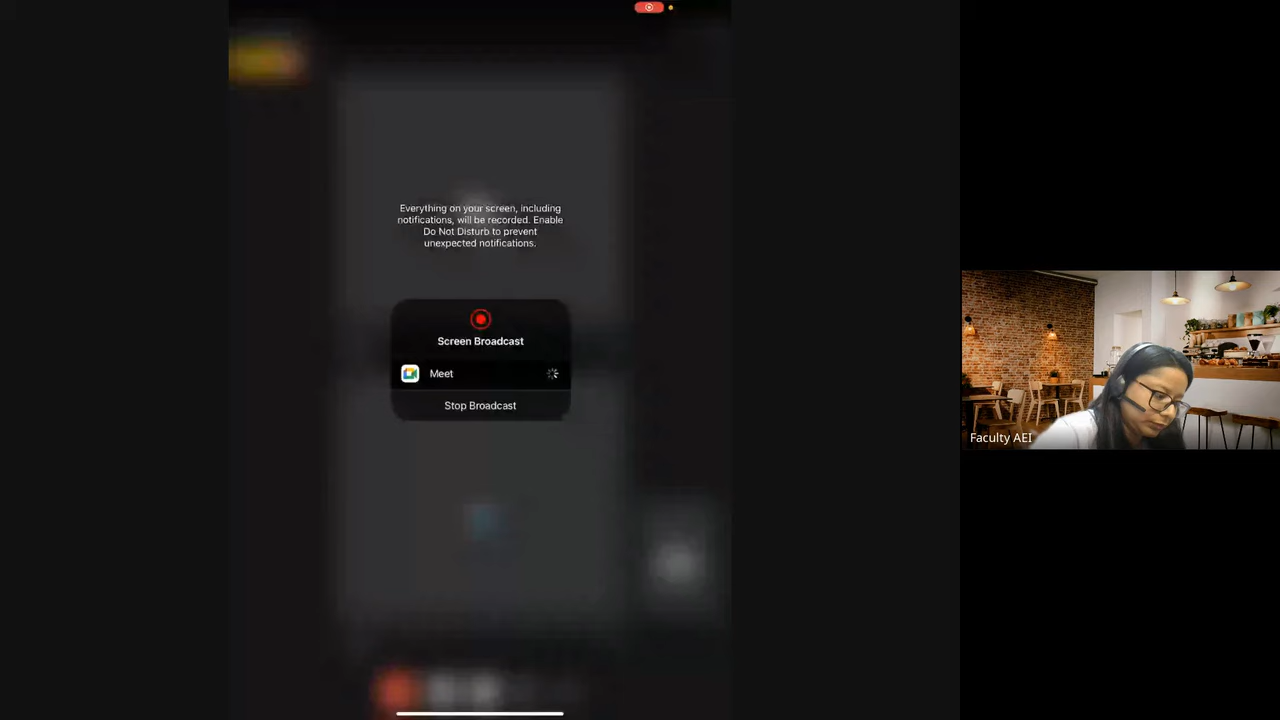 Everything on your screen, including
notifications, will be recorded. Enable
Do Not Disturb to prevent
unexpected notifications.
Screen Broadcast
Meet
Stop Broadcast
Faculty AEI